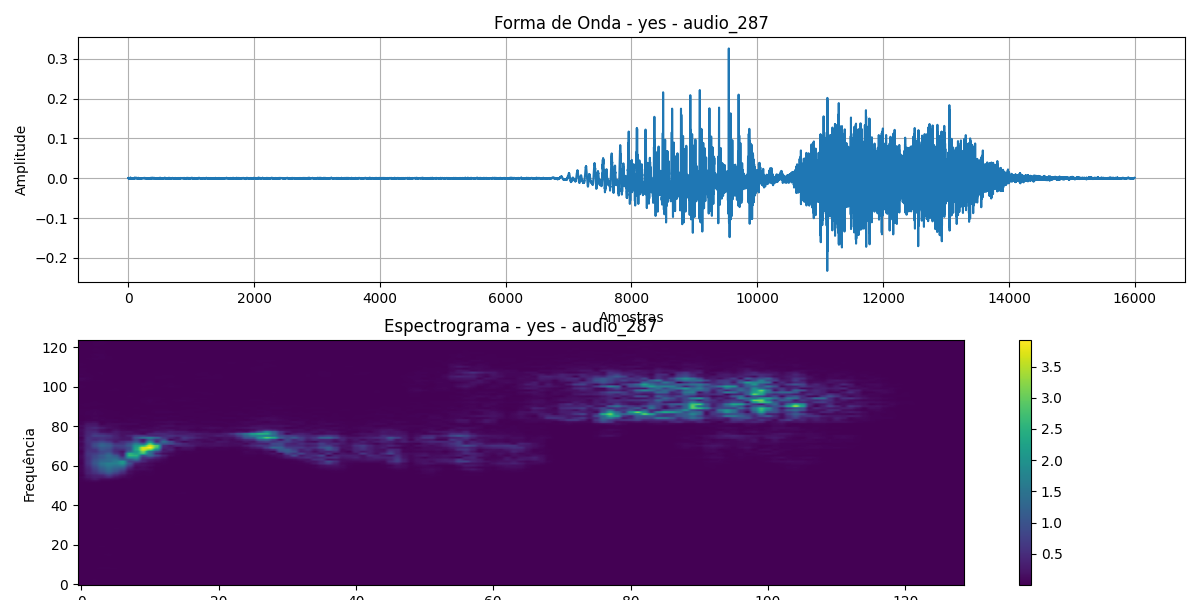 Forma de Onda - yes - audio_287
0.3
0.2
0.1
0.0
−0.1
−0.2
Amplitude
0 2000 4000 6000 8000 10000 12000 14000 16000
Amostras
Espectrograma - yes - audio_287
120
100
80
60
40
20
0
Frequência
0 20 40 60 80 100 120
3.5
3.0
2.5
2.0
1.5
1.0
0.5